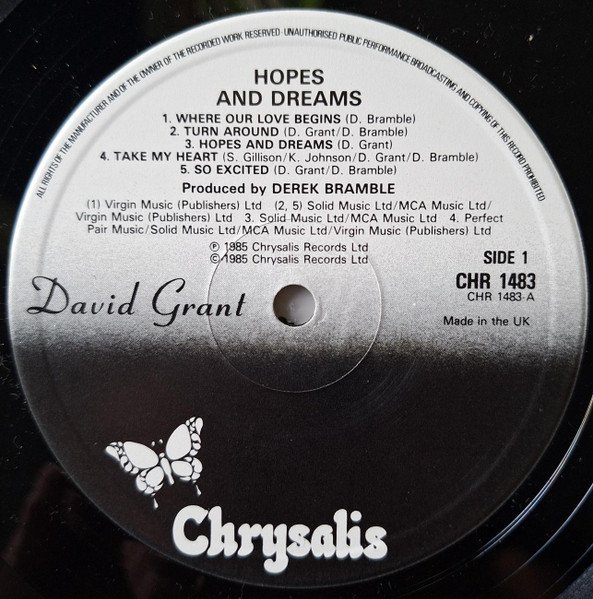 ALL RIGHTS OF THE MANUFACTURER AND OF THE OWNER OF THE RECORDED WORK RESERVED · UNAUTHORISED PUBLIC PERFORMANCE BROADCASTING AND COPYING OF THIS RECORD PROHIBITED
HOPES
AND DREAMS
1. WHERE OUR LOVE BEGINS (D. Bramble)
2. TURN AROUND (D. Grant/D. Bramble)
3. HOPES AND DREAMS (D. Grant)
4. TAKE MY HEART (S. Gillison/K. Johnson/D. Grant/D. Bramble)
5. SO EXCITED (D. Grant/D. Bramble)
Produced by DEREK BRAMBLE
(1) Virgin Music (Publishers) Ltd (2, 5) Solid Music/MCA Music Ltd/
Virgin Music (Publishers) Ltd 3. Solid Music/MCA Music Ltd 4. Perfect
Pair Music/Solid Music/MCA Music Ltd/Virgin Music (Publishers) Ltd
℗ 1985 Chrysalis Records Ltd
© 1985 Chrysalis Records Ltd
SIDE 1
CHR 1483
CHR 1483-A
David Grant
Made in the UK
Chrysalis